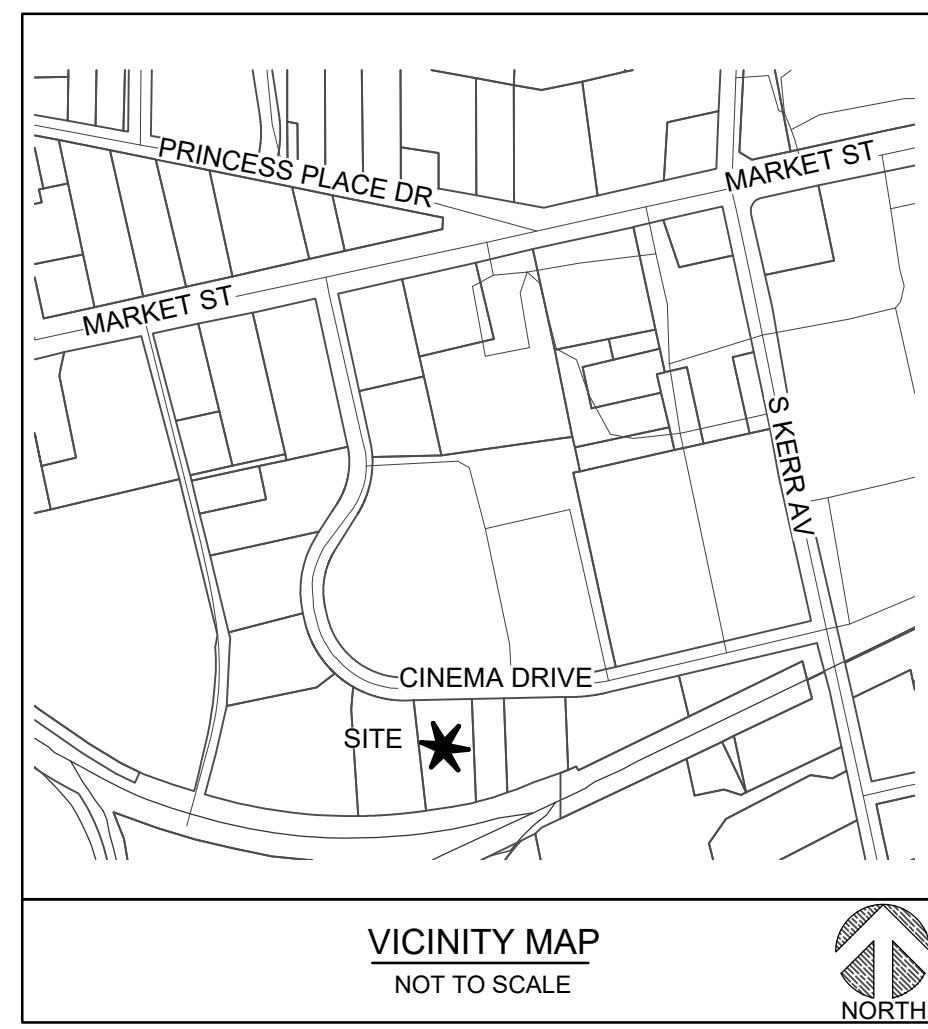 PRINCESS PLACE DR
MARKET ST
MARKET ST
S KERR AV
CINEMA DRIVE
SITE
VICINITY MAP
NOT TO SCALE
NORTH